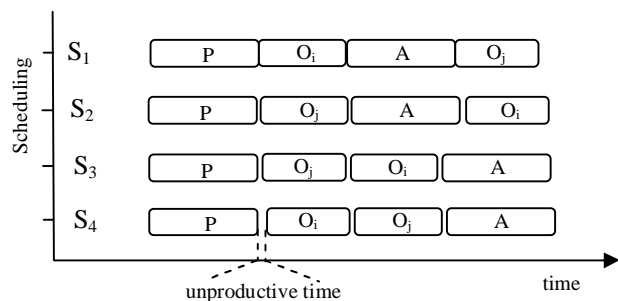 Scheduling
S1 P Oi A Oj
S2 P Oj A Oi
S3 P Oj Oi A
S4 P Oi Oj A
unproductive time
time